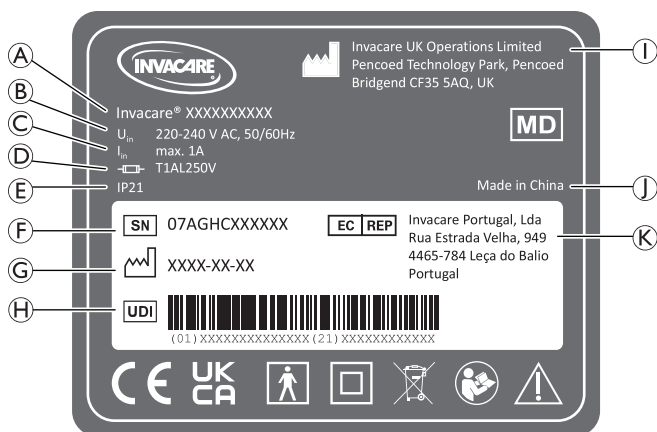 INVACARE
Invacare UK Operations Limited
Pencoed Technology Park, Pencoed
Bridgend CF35 5AQ, UK
A
Invacare® XXXXXXXXXX
B
Uin 220-240 V AC, 50/60Hz
C
Iin max. 1A
D
T1AL250V
E
IP21
MD
Made in China
I
J
F
SN 07AGHCXXXXXX
G
XXXX-XX-XX
H
UDI
(01)XXXXXXXXXXXXXX(21)XXXXXXXXXXXX
EC REP
Invacare Portugal, Lda
Rua Estrada Velha, 949
4465-784 Leça do Balio
Portugal
K
CE
UK
CA